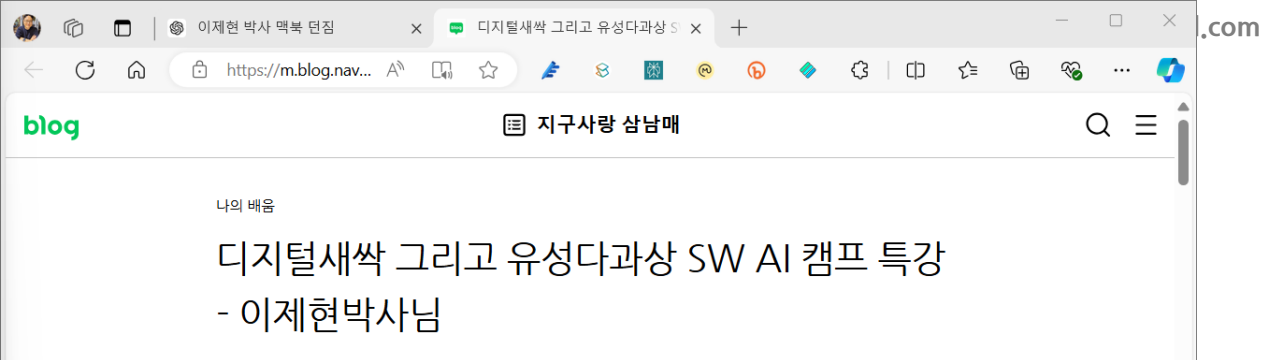 이제현 박사 맥북 던짐
디지털새싹 그리고 유성다과상 S
.com
https://m.blog.nav...
blog
지구사랑 삼남매
나의 배움
디지털새싹 그리고 유성다과상 SW AI 캠프 특강
- 이제현박사님